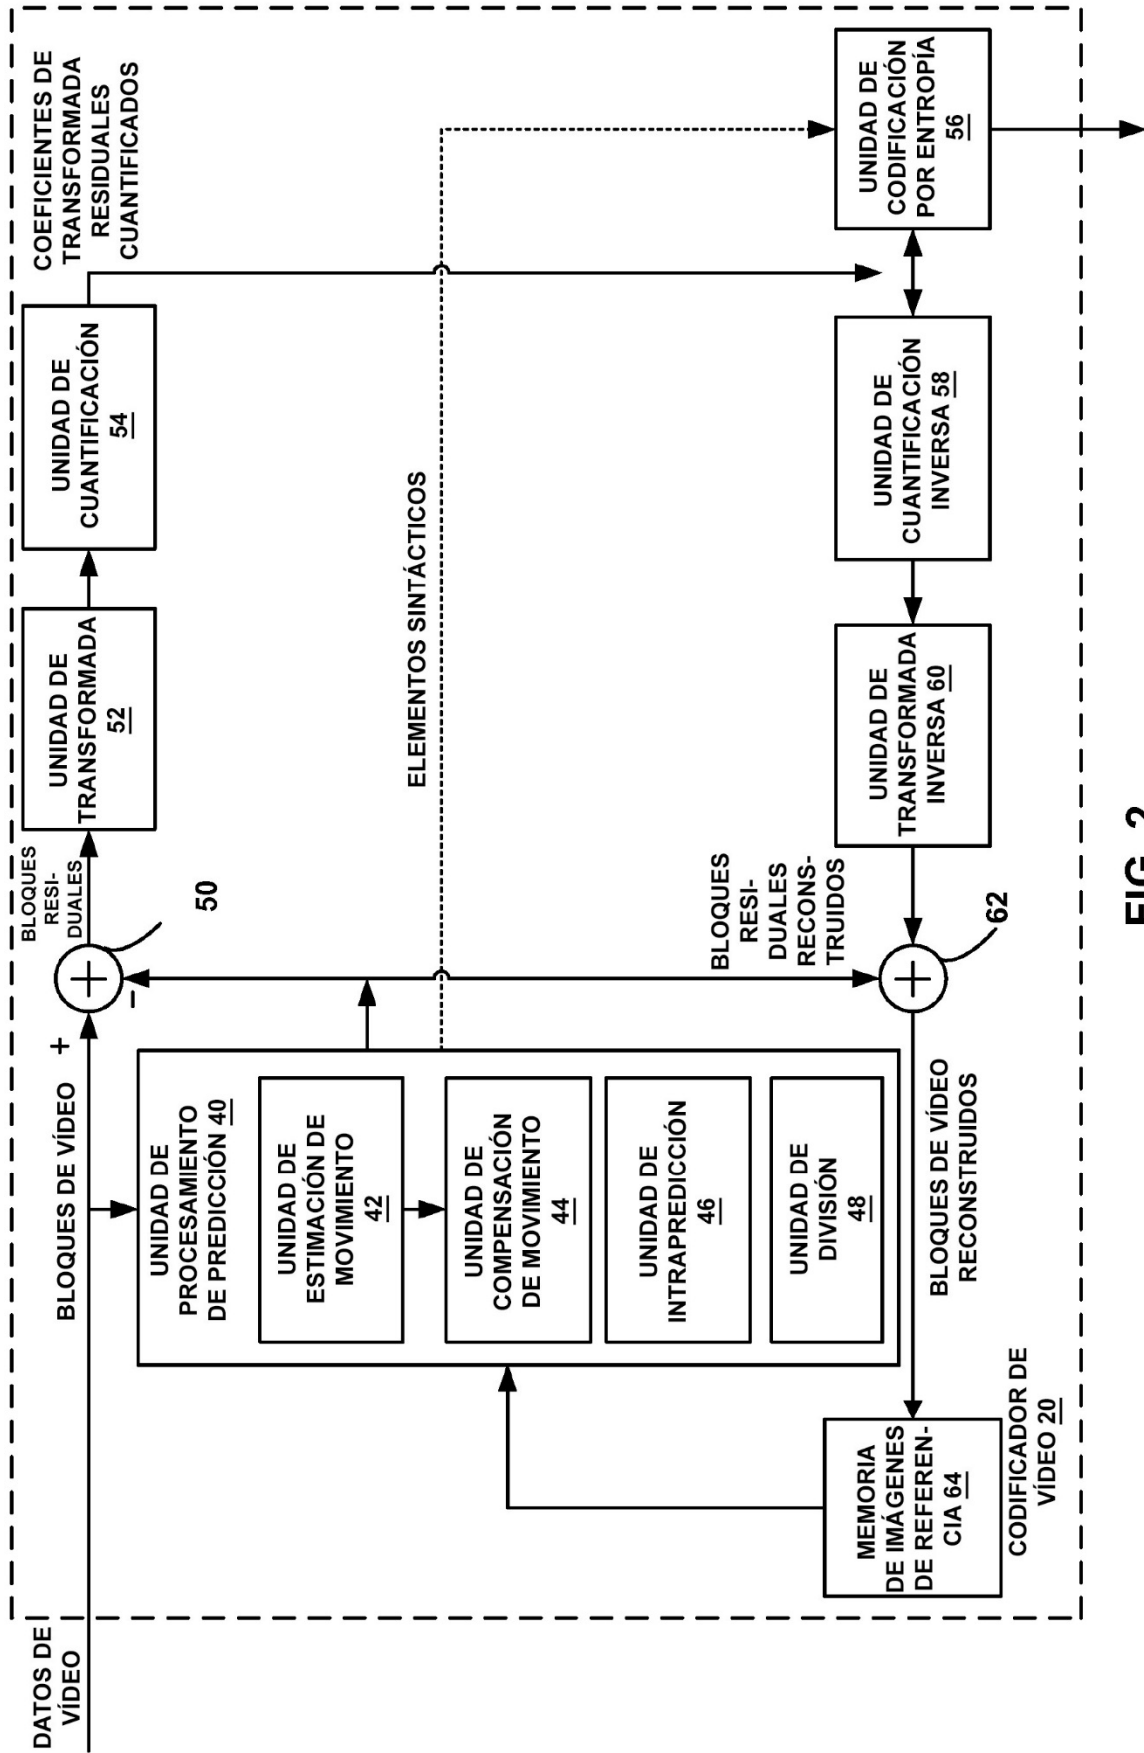 DATOS DE
VÍDEO
BLOQUES DE VÍDEO
+
-
50
BLOQUES
RESI-
DUALES
UNIDAD DE
TRANSFORMADA
52
UNIDAD DE
CUANTIFICACIÓN
54
COEFICIENTES DE
TRANSFORMADA
RESIDUALES
CUANTIFICADOS
UNIDAD DE
PROCESAMIENTO
DE PREDICCIÓN 40
UNIDAD DE
ESTIMACIÓN DE
MOVIMIENTO
42
UNIDAD DE
COMPENSACIÓN
DE MOVIMIENTO
44
UNIDAD DE
INTRAPREDICCIÓN
46
UNIDAD DE
DIVISIÓN
48
ELEMENTOS SINTÁCTICOS
MEMORIA
DE IMÁGENES
DE REFEREN-
CIA 64
BLOQUES DE VÍDEO
RECONSTRUIDOS
62
BLOQUES
RESI-
DUALES
RECONS-
TRUIDOS
UNIDAD DE
TRANSFORMADA
INVERSA 60
UNIDAD DE
CUANTIFICACIÓN
INVERSA 58
UNIDAD DE
CODIFICACIÓN
POR ENTROPÍA
56
CODIFICADOR DE
VÍDEO 20
FIG. 2